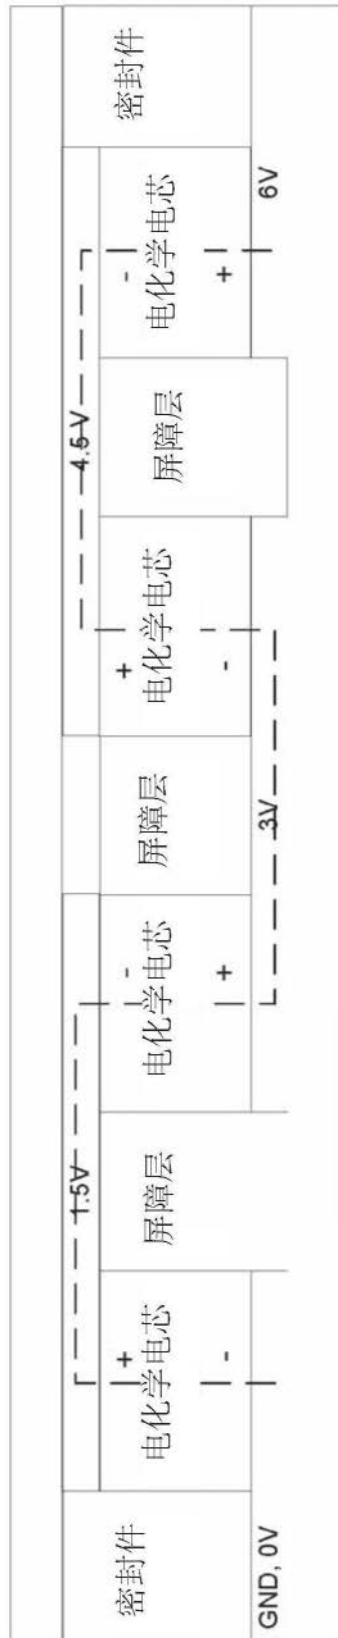 1.5V 4.5 V
+ - + -
密封件 电化学电芯 屏障层 电化学电芯 屏障层 电化学电芯 屏障层 电化学电芯 密封件
- + - +
GND, 0V 3V 6V